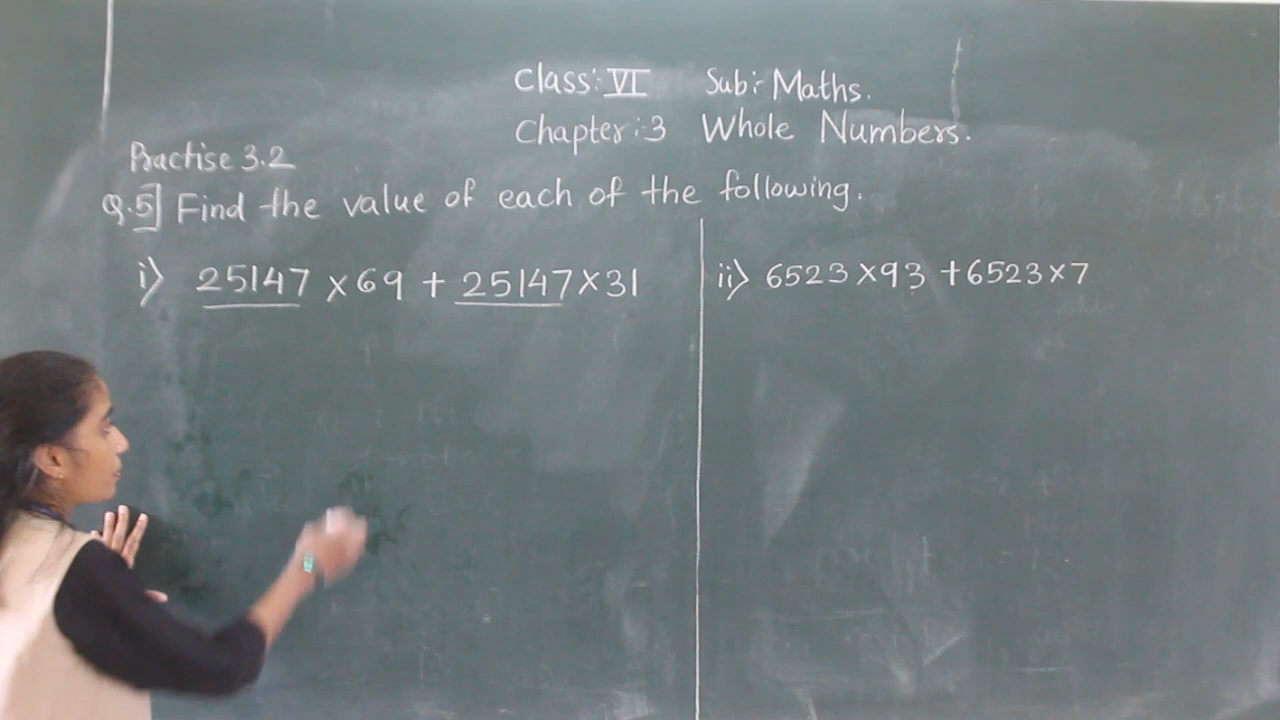 Class:- VI Sub:- Maths.
Chapter:-3 Whole Numbers.
Practise 3.2
Q.5] Find the value of each of the following.
i) 25147 ×69 + 25147×31
ii) 6523 ×93 +6523×7